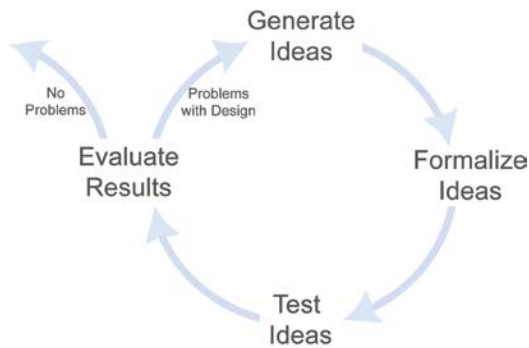 Generate
Ideas
No
Problems
Problems
with Design
Evaluate
Results
Formalize
Ideas
Test
Ideas